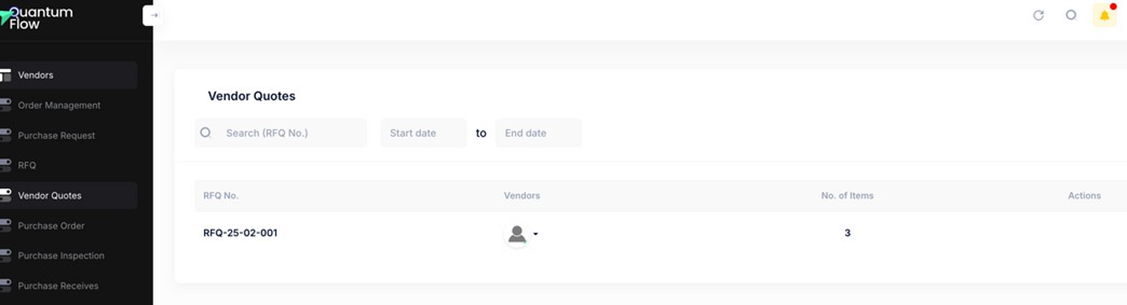 Quantum
Flow
Vendors
Order Management
Purchase Request
RFQ
Vendor Quotes
Purchase Order
Purchase Inspection
Purchase Receives
Vendor Quotes
Search (RFQ No.) Start date to End date
RFQ No. Vendors No. of Items Actions
RFQ-25-02-001 3